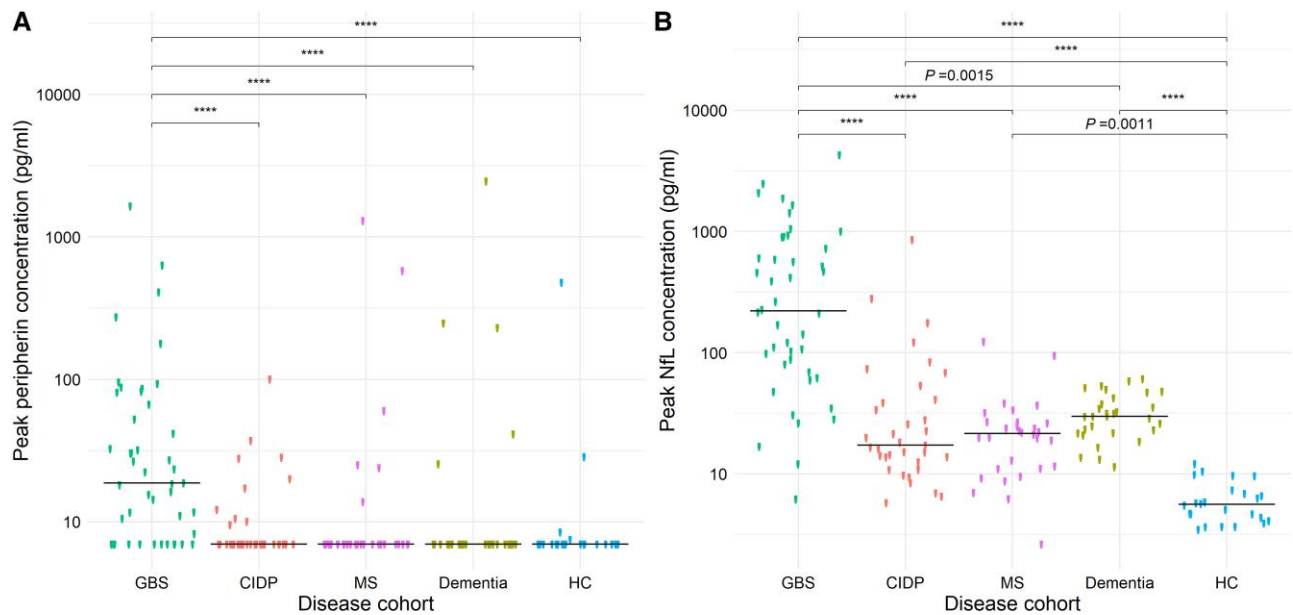 A
Peak peripherin concentration (pg/ml)
10000
1000
100
10
****
****
****
****
GBS CIDP MS Dementia HC
Disease cohort
B
Peak NfL concentration (pg/ml)
10000
1000
100
10
****
****
P =0.0015
**** ****
**** P =0.0011
GBS CIDP MS Dementia HC
Disease cohort